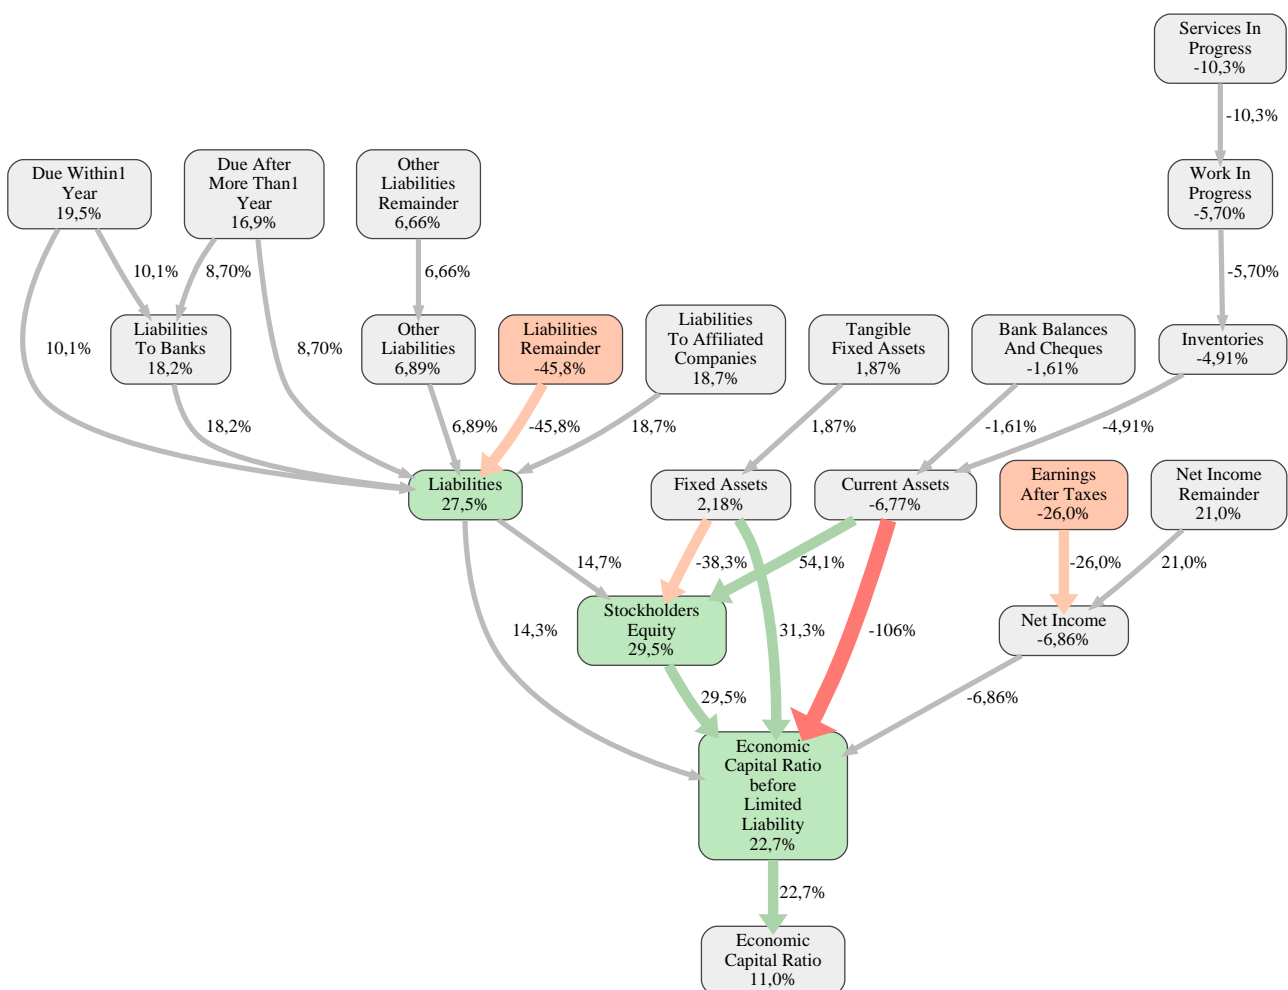 Services In
Progress
-10,3%
-10,3%
Due Within1
Year
19,5%
Due After
More Than1
Year
16,9%
Other
Liabilities
Remainder
6,66%
Work In
Progress
-5,70%
10,1%
8,70%
6,66%
-5,70%
Liabilities
To Banks
18,2%
Other
Liabilities
6,89%
Liabilities
Remainder
-45,8%
Liabilities
To Affiliated
Companies
18,7%
Tangible
Fixed Assets
1,87%
Bank Balances
And Cheques
-1,61%
Inventories
-4,91%
10,1%
8,70%
18,2%
6,89%
-45,8%
18,7%
1,87%
-1,61%
-4,91%
Liabilities
27,5%
Fixed Assets
2,18%
Current Assets
-6,77%
Earnings
After Taxes
-26,0%
Net Income
Remainder
21,0%
14,7%
-38,3%
54,1%
-26,0%
21,0%
Stockholders
Equity
29,5%
Net Income
-6,86%
14,3%
31,3%
-106%
29,5%
-6,86%
Economic
Capital Ratio
before
Limited
Liability
22,7%
22,7%
Economic
Capital Ratio
11,0%